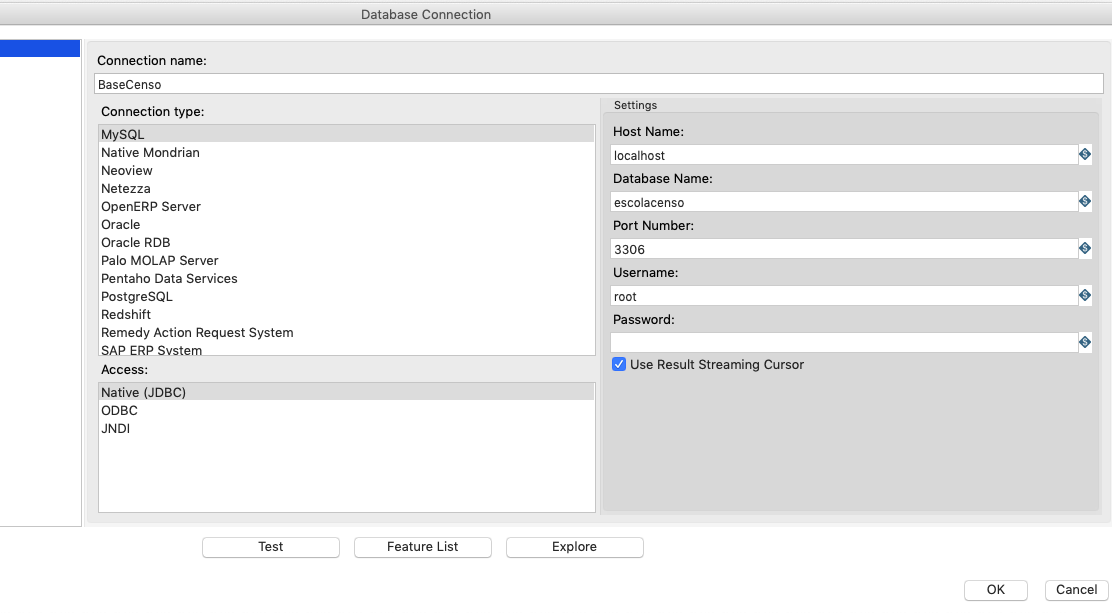 Database Connection
Connection name:
BaseCenso
Connection type:
MySQL
Native Mondrian
Neoview
Netezza
OpenERP Server
Oracle
Oracle RDB
Palo MOLAP Server
Pentaho Data Services
PostgreSQL
Redshift
Remedy Action Request System
SAP ERP System
Access:
Native (JDBC)
ODBC
JNDI
Settings
Host Name:
localhost
Database Name:
escolacenso
Port Number:
3306
Username:
root
Password:
Use Result Streaming Cursor
Test Feature List Explore
OK Cancel